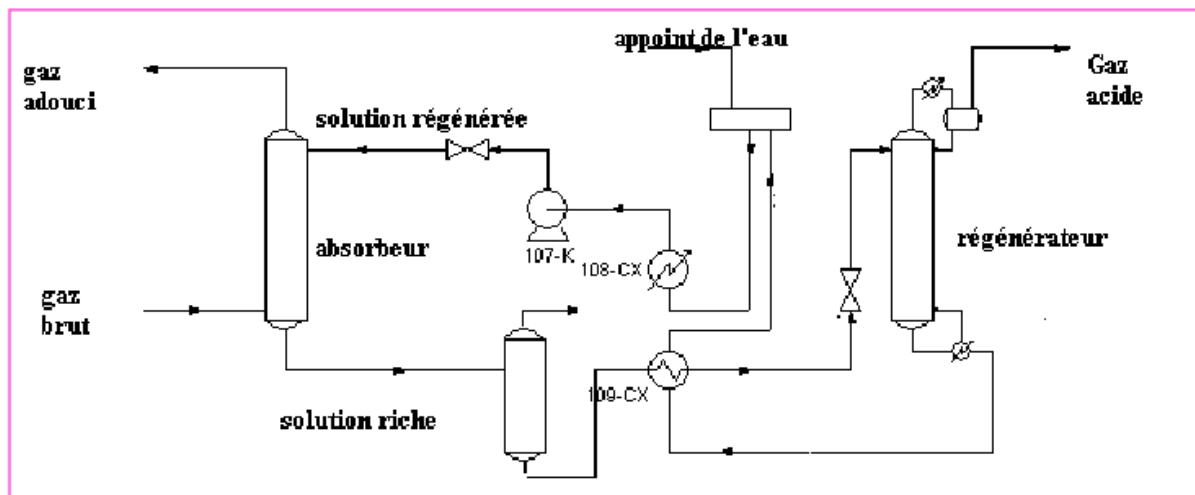 appoint de l'eau
gaz
adouci
Gaz
acide
solution régénérée
absorbeur
107-K
108-CX
régénérateur
gaz
brut
109-CX
solution riche